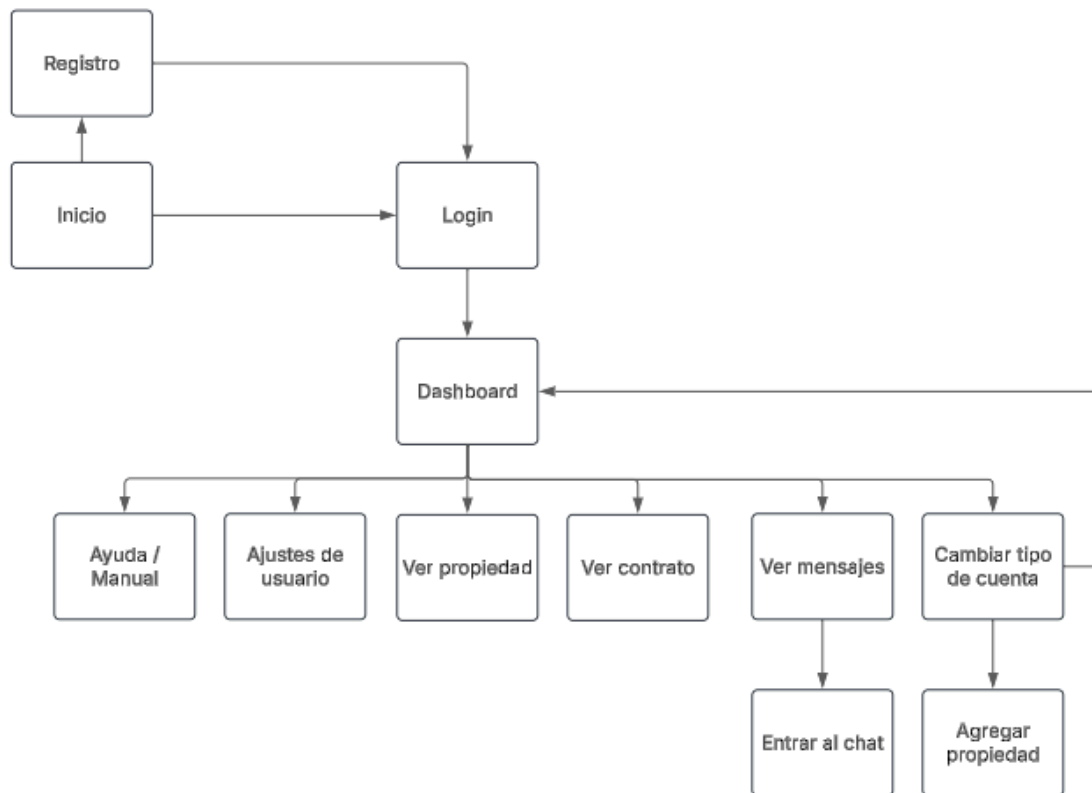 Registro
Inicio
Login
Dashboard
Ayuda /
Manual
Ajustes de
usuario
Ver propiedad
Ver contrato
Ver mensajes
Cambiar tipo
de cuenta
Entrar al chat
Agregar
propiedad